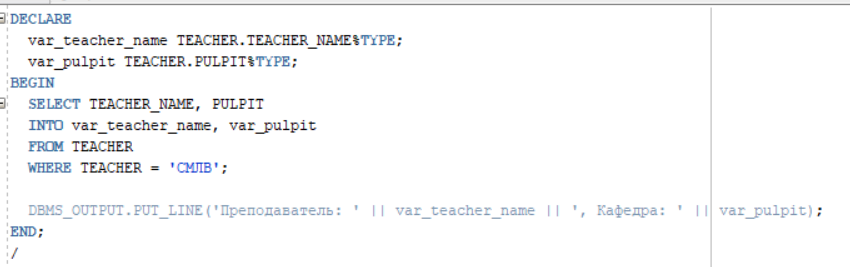 DECLARE
  var_teacher_name TEACHER.TEACHER_NAME%TYPE;
  var_pulpit TEACHER.PULPIT%TYPE;
BEGIN
  SELECT TEACHER_NAME, PULPIT
  INTO var_teacher_name, var_pulpit
  FROM TEACHER
  WHERE TEACHER = 'СМЛВ';

  DBMS_OUTPUT.PUT_LINE('Преподаватель: ' || var_teacher_name || ', Кафедра: ' || var_pulpit);
END;
/